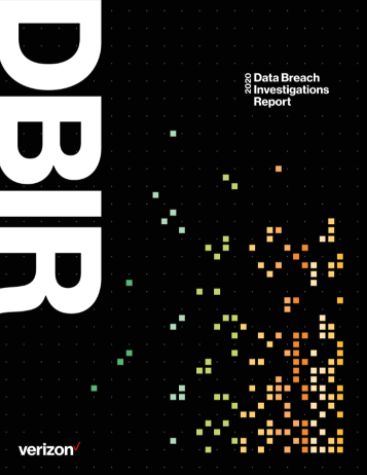 DBIR
2020
Data Breach
Investigations
Report
verizon✓